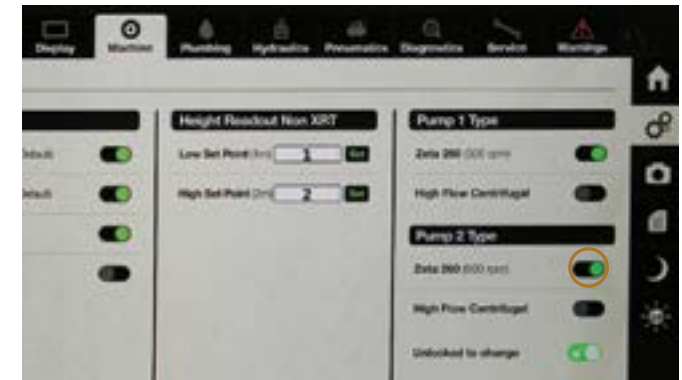 Display Machine Plumbing Hydraulics Pneumatics Diagnostics Service Warnings
Height Readout Non XRT
Low Set Point 1 Set
High Set Point 2 Set
Pump 1 Type
Zeta 260
High Flow Centrifugal
Pump 2 Type
Zeta 260 (600 rpm)
High Flow Centrifugal
Unlocked to change